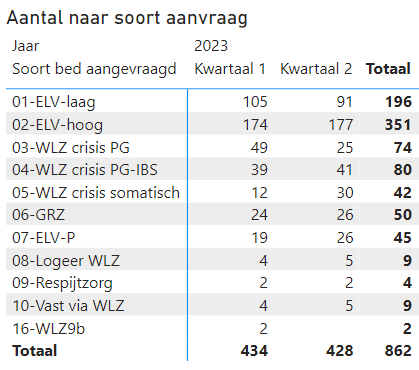 Aantal naar soort aanvraag
Jaar 2023
Soort bed aangevraagd Kwartaal 1 Kwartaal 2 Totaal
01-ELV-laag 105 91 196
02-ELV-hoog 174 177 351
03-WLZ crisis PG 49 25 74
04-WLZ crisis PG-IBS 39 41 80
05-WLZ crisis somatisch 12 30 42
06-GRZ 24 26 50
07-ELV-P 19 26 45
08-Logeer WLZ 4 5 9
09-Respijtzorg 2 2 4
10-Vast via WLZ 4 5 9
16-WLZ9b 2 2
Totaal 434 428 862